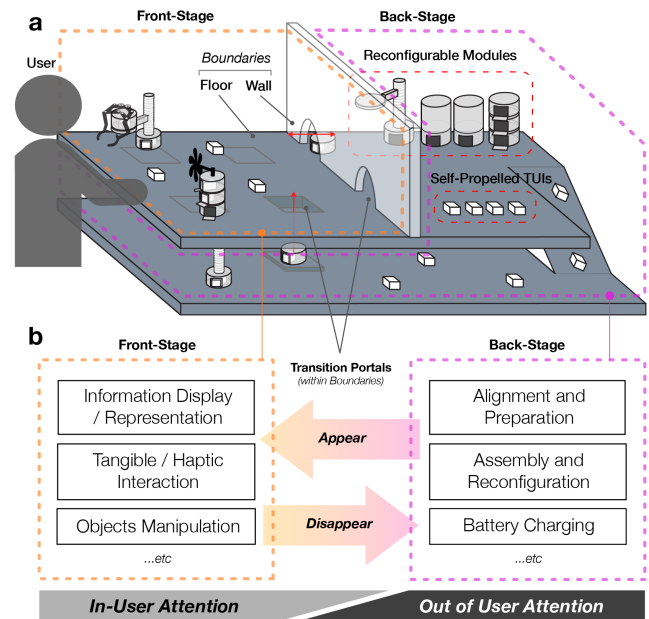 a
Front-Stage
Back-Stage
User
Boundaries
Floor
Wall
Reconfigurable Modules
Self-Propelled TUIs
b
Front-Stage
Back-Stage
Transition Portals
(within Boundaries)
Information Display
/ Representation
Tangible / Haptic
Interaction
Objects Manipulation
...etc
Appear
Disappear
Alignment and
Preparation
Assembly and
Reconfiguration
Battery Charging
...etc
In-User Attention
Out of User Attention